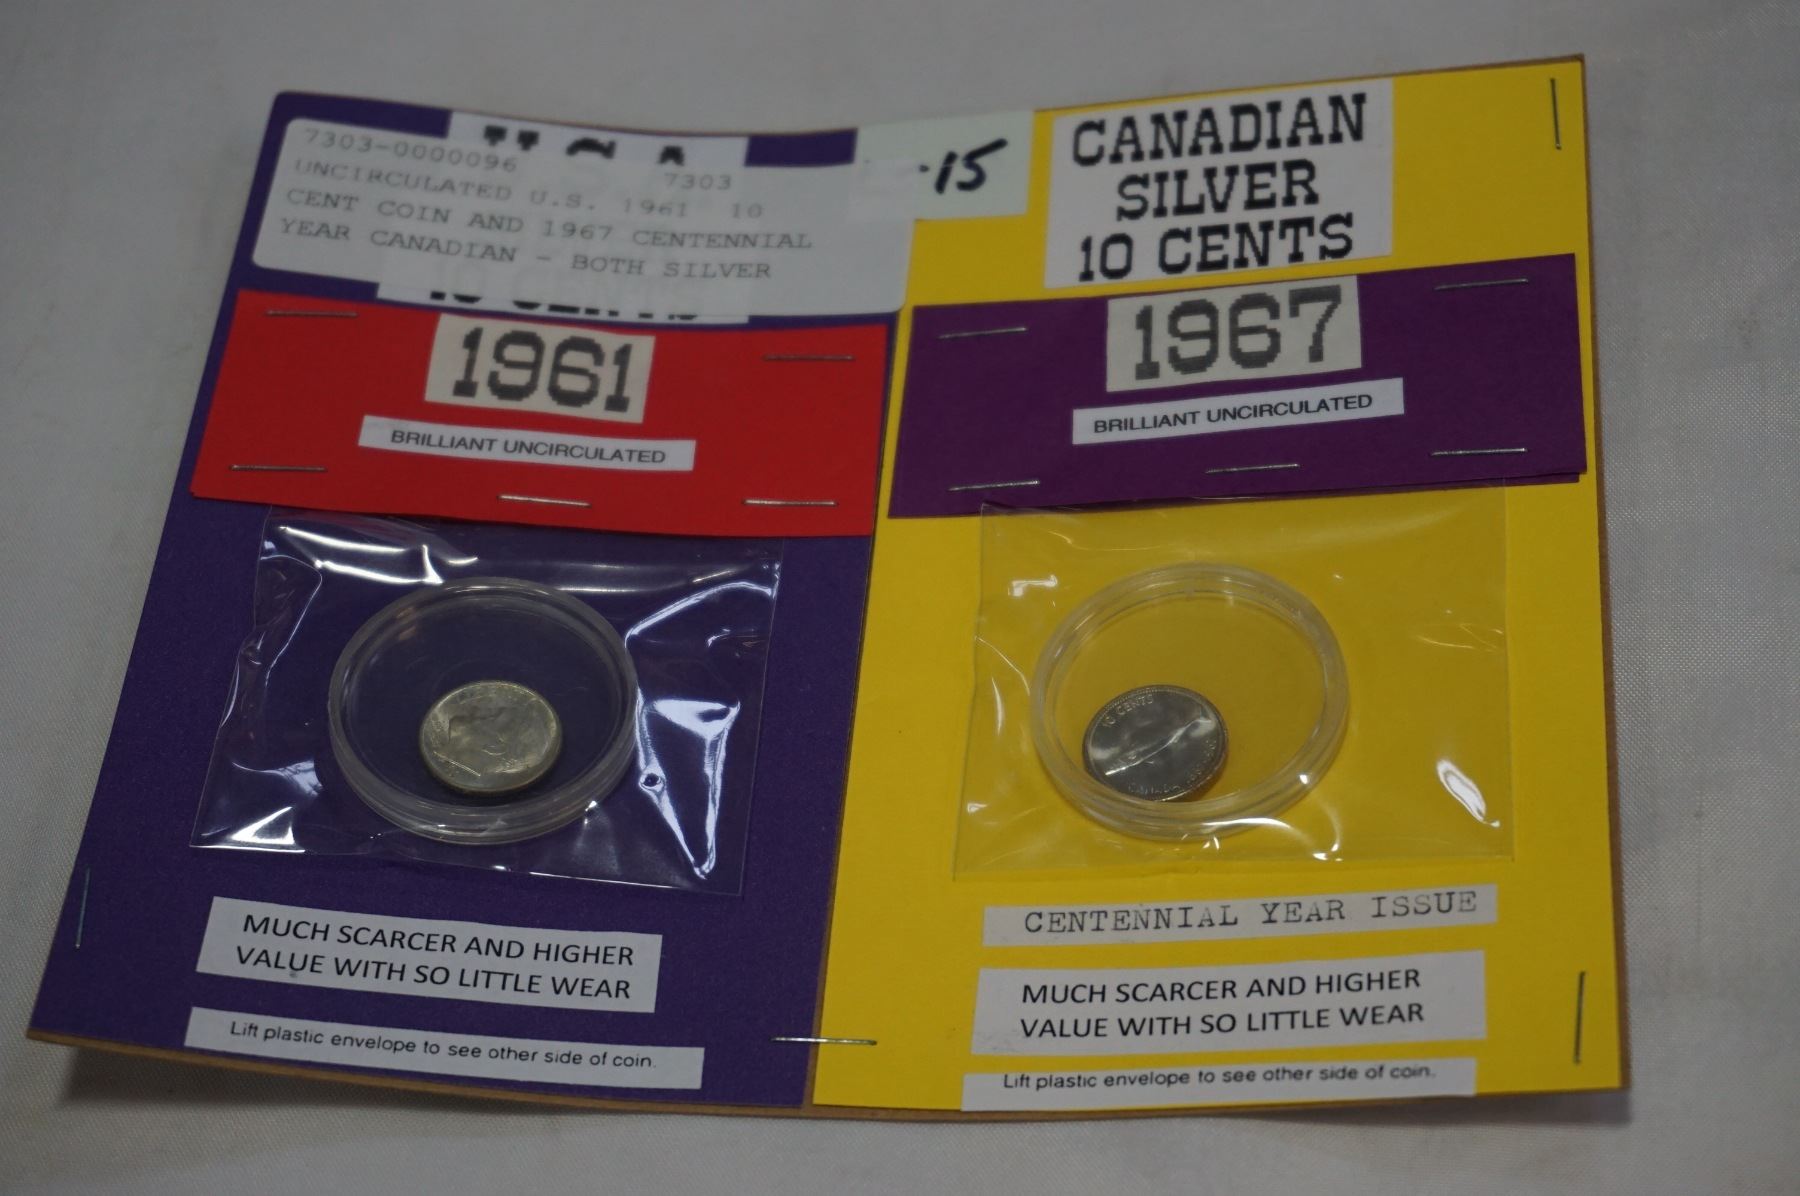 7303-0000096
7303
UNCIRCULATED U.S. 1961 10
CENT COIN AND 1967 CENTENNIAL
YEAR CANADIAN - BOTH SILVER
1961
BRILLIANT UNCIRCULATED
MUCH SCARCER AND HIGHER
VALUE WITH SO LITTLE WEAR
Lift plastic envelope to see other side of coin.
-15
CANADIAN
SILVER
10 CENTS
1967
BRILLIANT UNCIRCULATED
10 CENTS
CANADA
CENTENNIAL YEAR ISSUE
MUCH SCARCER AND HIGHER
VALUE WITH SO LITTLE WEAR
Lift plastic envelope to see other side of coin.